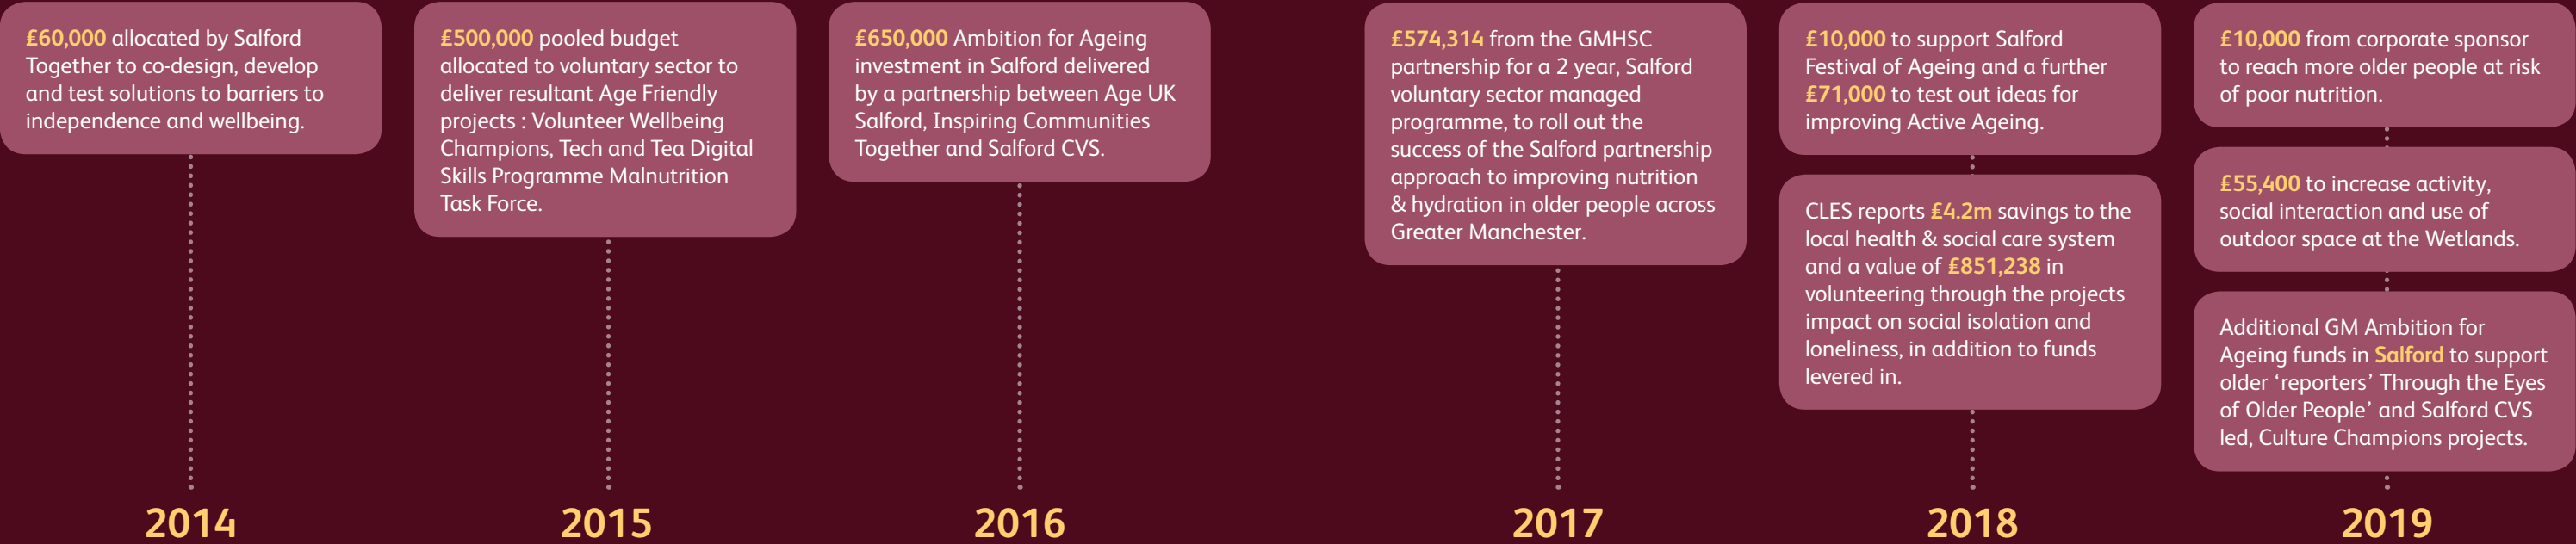 £60,000 allocated by Salford
Together to co-design, develop
and test solutions to barriers to
independence and wellbeing.
2014
£500,000 pooled budget
allocated to voluntary sector to
deliver resultant Age Friendly
projects : Volunteer Wellbeing
Champions, Tech and Tea Digital
Skills Programme Malnutrition
Task Force.
2015
£650,000 Ambition for Ageing
investment in Salford delivered
by a partnership between Age UK
Salford, Inspiring Communities
Together and Salford CVS.
2016
£574,314 from the GMHSC
partnership for a 2 year, Salford
voluntary sector managed
programme, to roll out the
success of the Salford partnership
approach to improving nutrition
& hydration in older people across
Greater Manchester.
2017
£10,000 to support Salford
Festival of Ageing and a further
£71,000 to test out ideas for
improving Active Ageing.
CLES reports £4.2m savings to the
local health & social care system
and a value of £851,238 in
volunteering through the projects
impact on social isolation and
loneliness, in addition to funds
levered in.
2018
£10,000 from corporate sponsor
to reach more older people at risk
of poor nutrition.
£55,400 to increase activity,
social interaction and use of
outdoor space at the Wetlands.
Additional GM Ambition for
Ageing funds in Salford to support
older ‘reporters’ Through the Eyes
of Older People’ and Salford CVS
led, Culture Champions projects.
2019